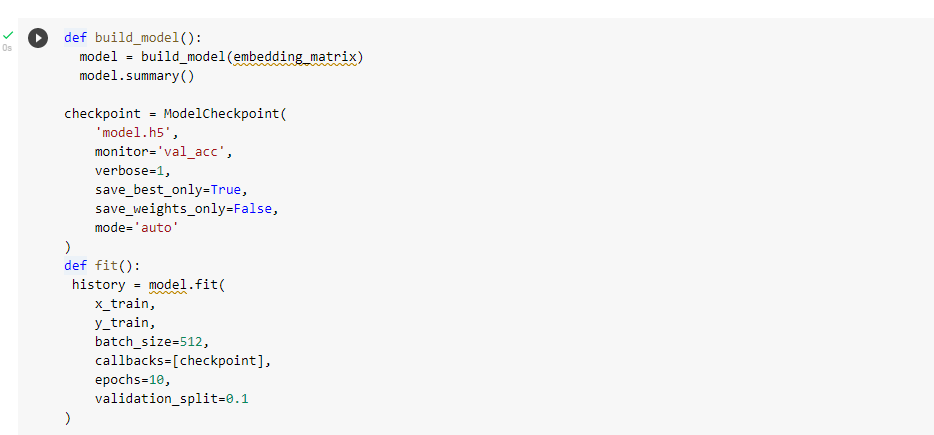 0s
def build_model():
  model = build_model(embedding_matrix)
  model.summary()

checkpoint = ModelCheckpoint(
    'model.h5',
    monitor='val_acc',
    verbose=1,
    save_best_only=True,
    save_weights_only=False,
    mode='auto'
)
def fit():
 history = model.fit(
    x_train,
    y_train,
    batch_size=512,
    callbacks=[checkpoint],
    epochs=10,
    validation_split=0.1
)